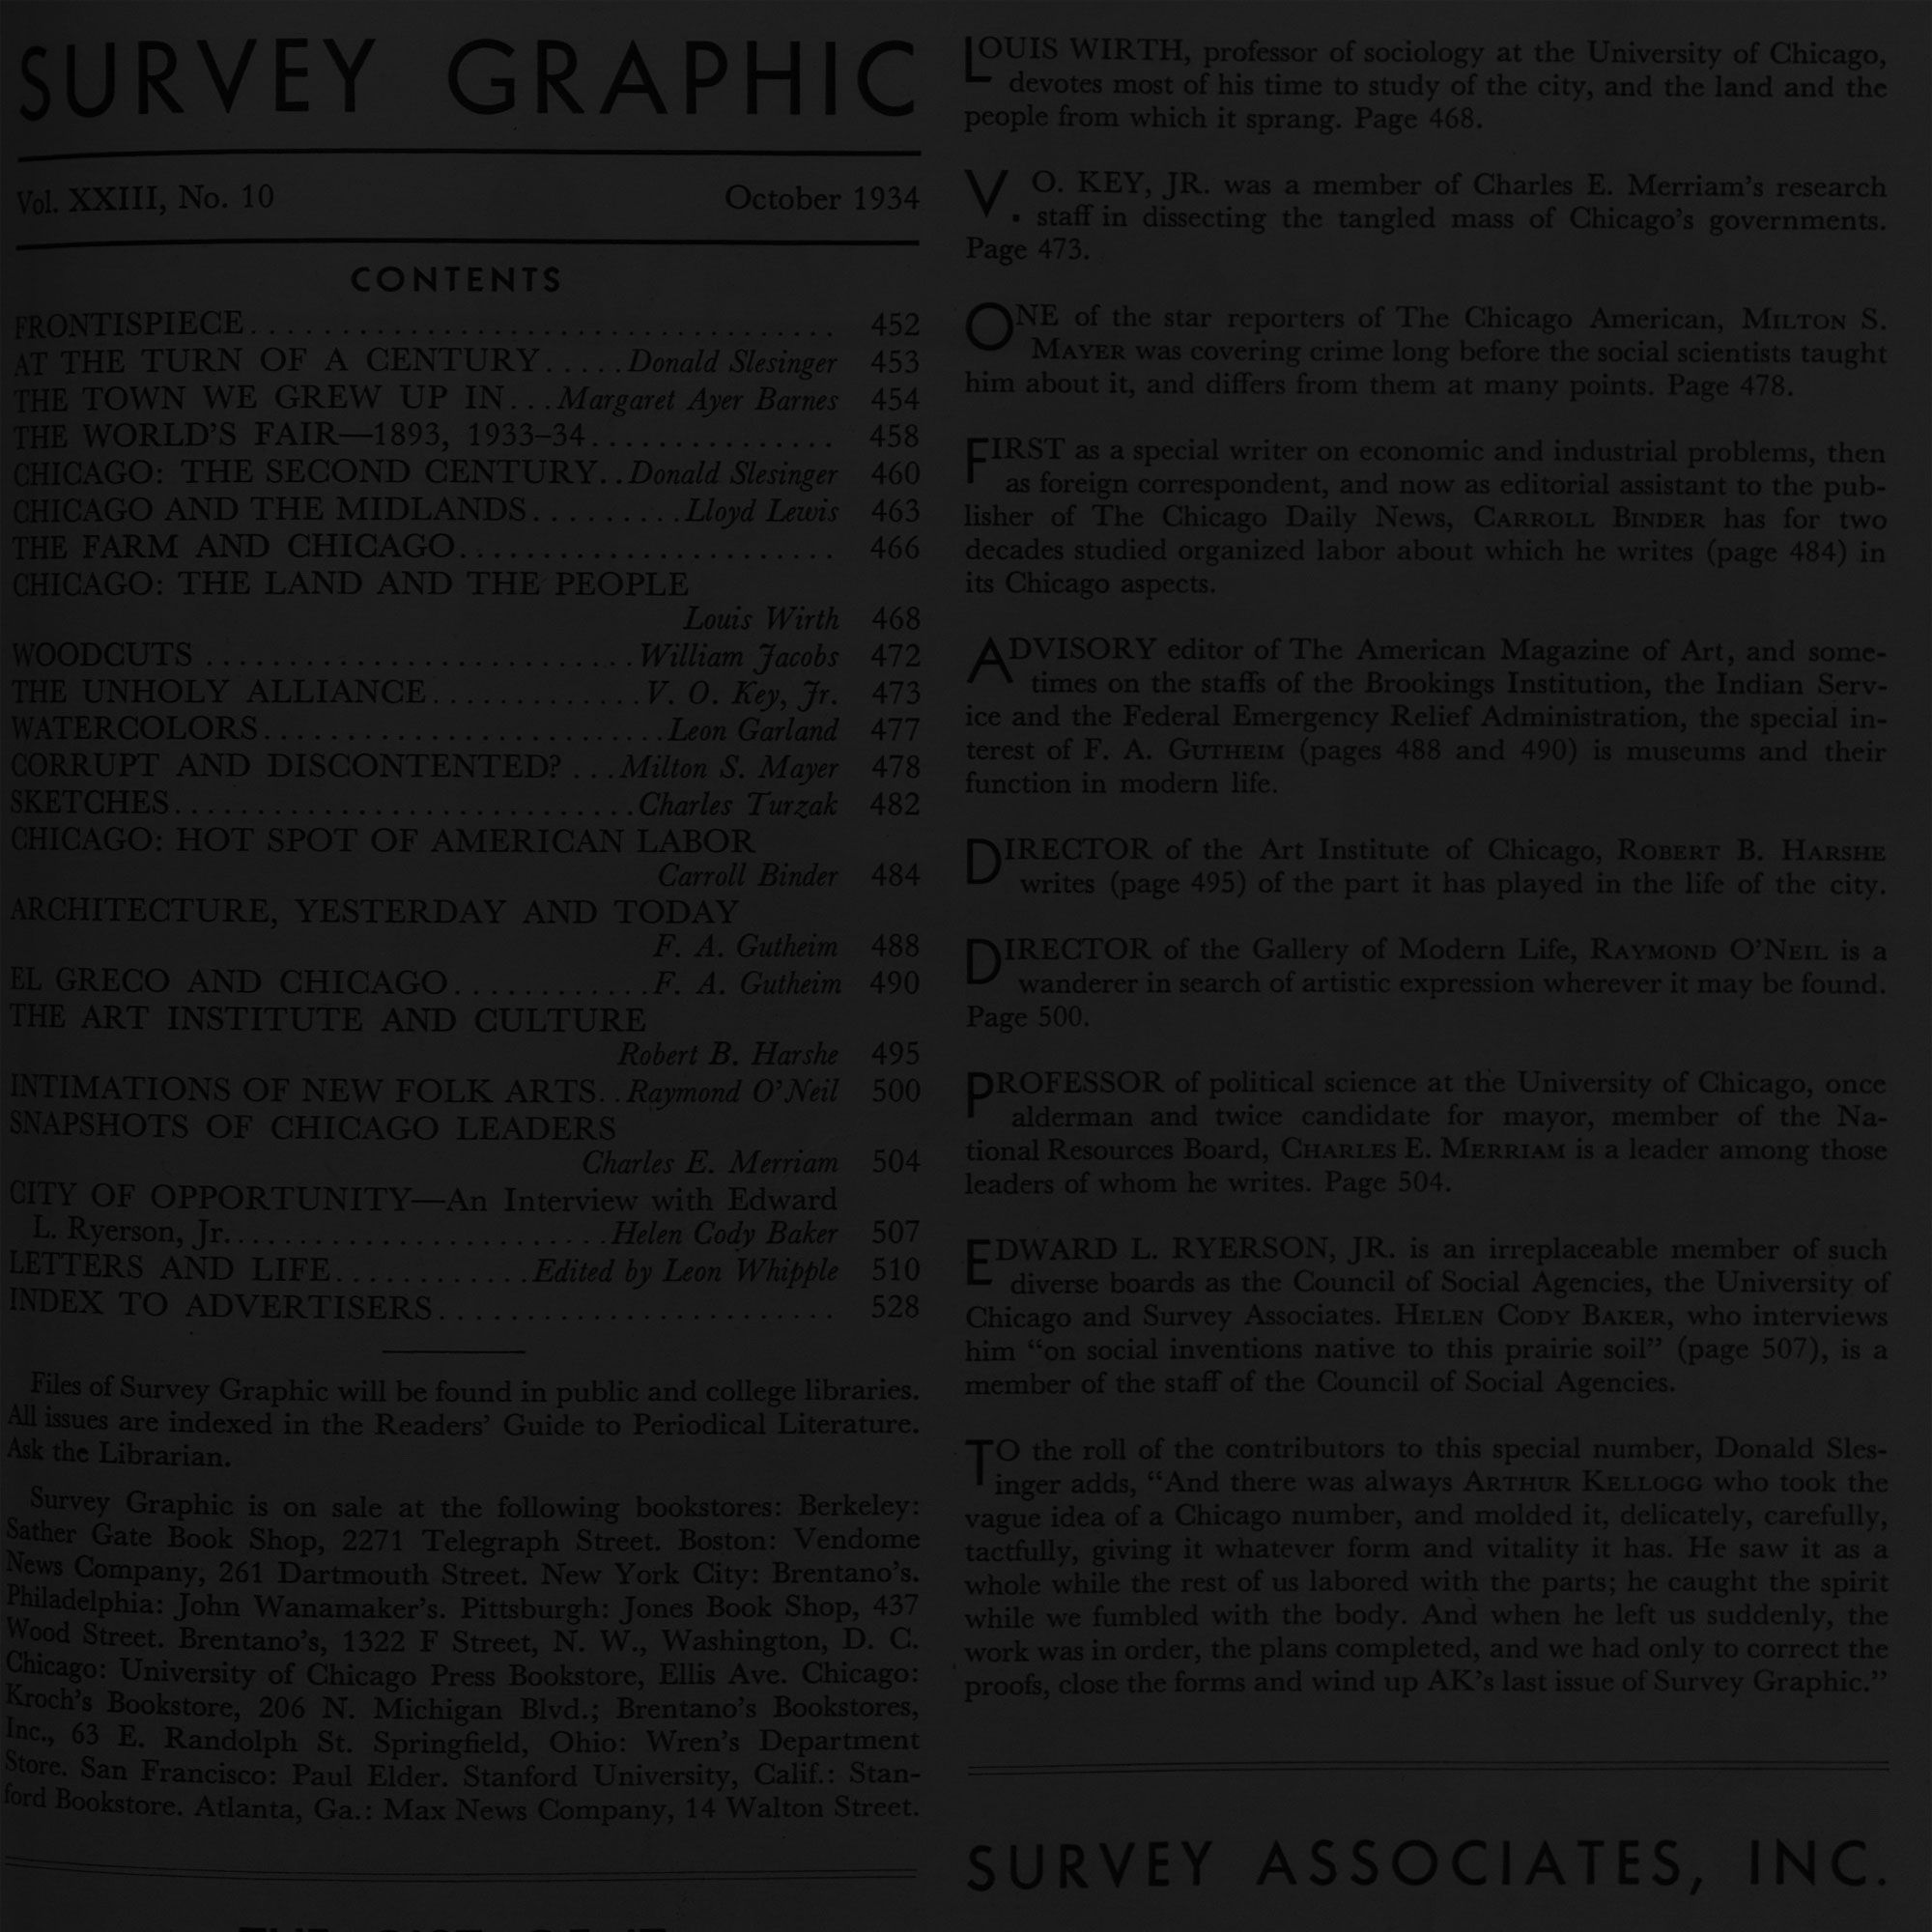 SURVEY GRAPHIC
Vol. XXIII, No. 10 October 1934
CONTENTS
FRONTISPIECE................................ 452
AT THE TURN OF A CENTURY.....Donald Slesinger 453
THE TOWN WE GREW UP IN...Margaret Ayer Barnes 454
THE WORLD'S FAIR—1893, 1933–34................ 458
CHICAGO: THE SECOND CENTURY..Donald Slesinger 460
CHICAGO AND THE MIDLANDS.........Lloyd Lewis 463
THE FARM AND CHICAGO....................... 466
CHICAGO: THE LAND AND THE PEOPLE
Louis Wirth 468
WOODCUTS ..........................William Jacobs 472
THE UNHOLY ALLIANCE.............V. O. Key, Jr. 473
WATERCOLORS..........................Leon Garland 477
CORRUPT AND DISCONTENTED? ...Milton S. Mayer 478
SKETCHES.............................Charles Turzak 482
CHICAGO: HOT SPOT OF AMERICAN LABOR
Carroll Binder 484
ARCHITECTURE, YESTERDAY AND TODAY
F. A. Gutheim 488
EL GRECO AND CHICAGO............F. A. Gutheim 490
THE ART INSTITUTE AND CULTURE
Robert B. Harshe 495
INTIMATIONS OF NEW FOLK ARTS..Raymond O'Neil 500
SNAPSHOTS OF CHICAGO LEADERS
Charles E. Merriam 504
CITY OF OPPORTUNITY—An Interview with Edward
L. Ryerson, Jr.......................Helen Cody Baker 507
LETTERS AND LIFE............Edited by Leon Whipple 510
INDEX TO ADVERTISERS........................ 528
Files of Survey Graphic will be found in public and college libraries.
All issues are indexed in the Readers' Guide to Periodical Literature.
Ask the Librarian.
Survey Graphic is on sale at the following bookstores: Berkeley:
Sather Gate Book Shop, 2271 Telegraph Street. Boston: Vendome
News Company, 261 Dartmouth Street. New York City: Brentano's.
Philadelphia: John Wanamaker's. Pittsburgh: Jones Book Shop, 437
Wood Street. Brentano's, 1322 F Street, N. W., Washington, D. C.
Chicago: University of Chicago Press Bookstore, Ellis Ave. Chicago:
Kroch's Bookstore, 206 N. Michigan Blvd.; Brentano's Bookstores,
Inc., 63 E. Randolph St. Springfield, Ohio: Wren's Department
Store. San Francisco: Paul Elder. Stanford University, Calif.: Stan-
ford Bookstore. Atlanta, Ga.: Max News Company, 14 Walton Street.
LOUIS WIRTH, professor of sociology at the University of Chicago,
devotes most of his time to study of the city, and the land and the
people from which it sprang. Page 468.
V. O. KEY, JR. was a member of Charles E. Merriam's research
staff in dissecting the tangled mass of Chicago's governments.
Page 473.
ONE of the star reporters of The Chicago American, MILTON S.
MAYER was covering crime long before the social scientists taught
him about it, and differs from them at many points. Page 478.
FIRST as a special writer on economic and industrial problems, then
as foreign correspondent, and now as editorial assistant to the pub-
lisher of The Chicago Daily News, CARROLL BINDER has for two
decades studied organized labor about which he writes (page 484) in
its Chicago aspects.
ADVISORY editor of The American Magazine of Art, and some-
times on the staffs of the Brookings Institution, the Indian Serv-
ice and the Federal Emergency Relief Administration, the special in-
terest of F. A. GUTHEIM (pages 488 and 490) is museums and their
function in modern life.
DIRECTOR of the Art Institute of Chicago, ROBERT B. HARSHE
writes (page 495) of the part it has played in the life of the city.
DIRECTOR of the Gallery of Modern Life, RAYMOND O'NEIL is a
wanderer in search of artistic expression wherever it may be found.
Page 500.
PROFESSOR of political science at the University of Chicago, once
alderman and twice candidate for mayor, member of the Na-
tional Resources Board, CHARLES E. MERRIAM is a leader among those
leaders of whom he writes. Page 504.
EDWARD L. RYERSON, JR. is an irreplaceable member of such
diverse boards as the Council of Social Agencies, the University of
Chicago and Survey Associates. HELEN CODY BAKER, who interviews
him "on social inventions native to this prairie soil" (page 507), is a
member of the staff of the Council of Social Agencies.
TO the roll of the contributors to this special number, Donald Sles-
inger adds, "And there was always ARTHUR KELLOGG who took the
vague idea of a Chicago number, and molded it, delicately, carefully,
tactfully, giving it whatever form and vitality it has. He saw it as a
whole while the rest of us labored with the parts; he caught the spirit
while we fumbled with the body. And when he left us suddenly, the
work was in order, the plans completed, and we had only to correct the
proofs, close the forms and wind up AK's last issue of Survey Graphic."
SURVEY ASSOCIATES, INC.